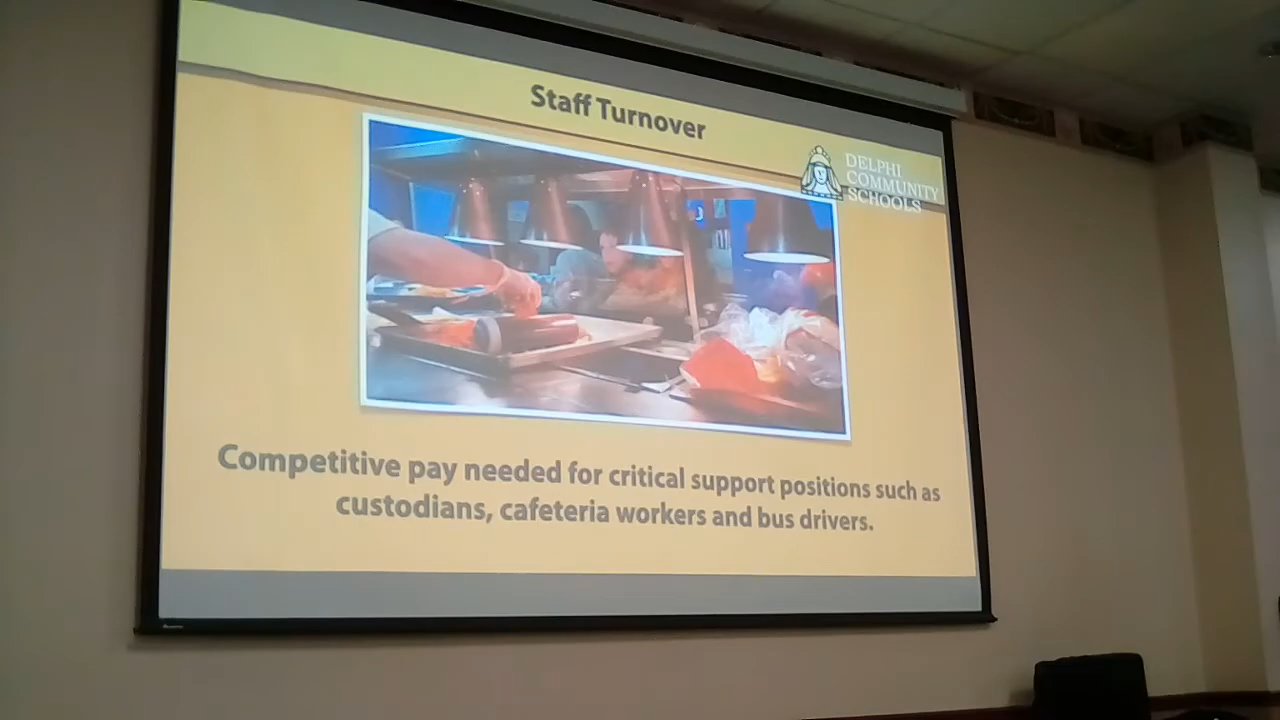 Staff Turnover
DELPHI
COMMUNITY
SCHOOLS
Competitive pay needed for critical support positions such as
custodians, cafeteria workers and bus drivers.